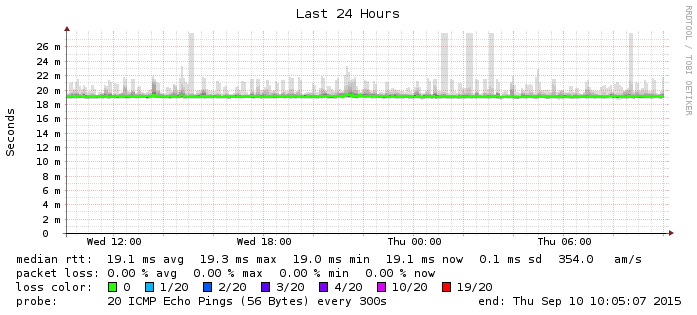 Last 24 Hours
RRDTOOL / TOBI OETIKER
Seconds
26 m
24 m
22 m
20 m
18 m
16 m
14 m
12 m
10 m
8 m
6 m
4 m
2 m
0
Wed 12:00 Wed 18:00 Thu 00:00 Thu 06:00
median rtt: 19.1 ms avg 19.3 ms max 19.0 ms min 19.1 ms now 0.1 ms sd 354.0 am/s
packet loss: 0.00 % avg 0.00 % max 0.00 % min 0.00 % now
loss color: 0 1/20 2/20 3/20 4/20 10/20 19/20
probe: 20 ICMP Echo Pings (56 Bytes) every 300s end: Thu Sep 10 10:05:07 2015